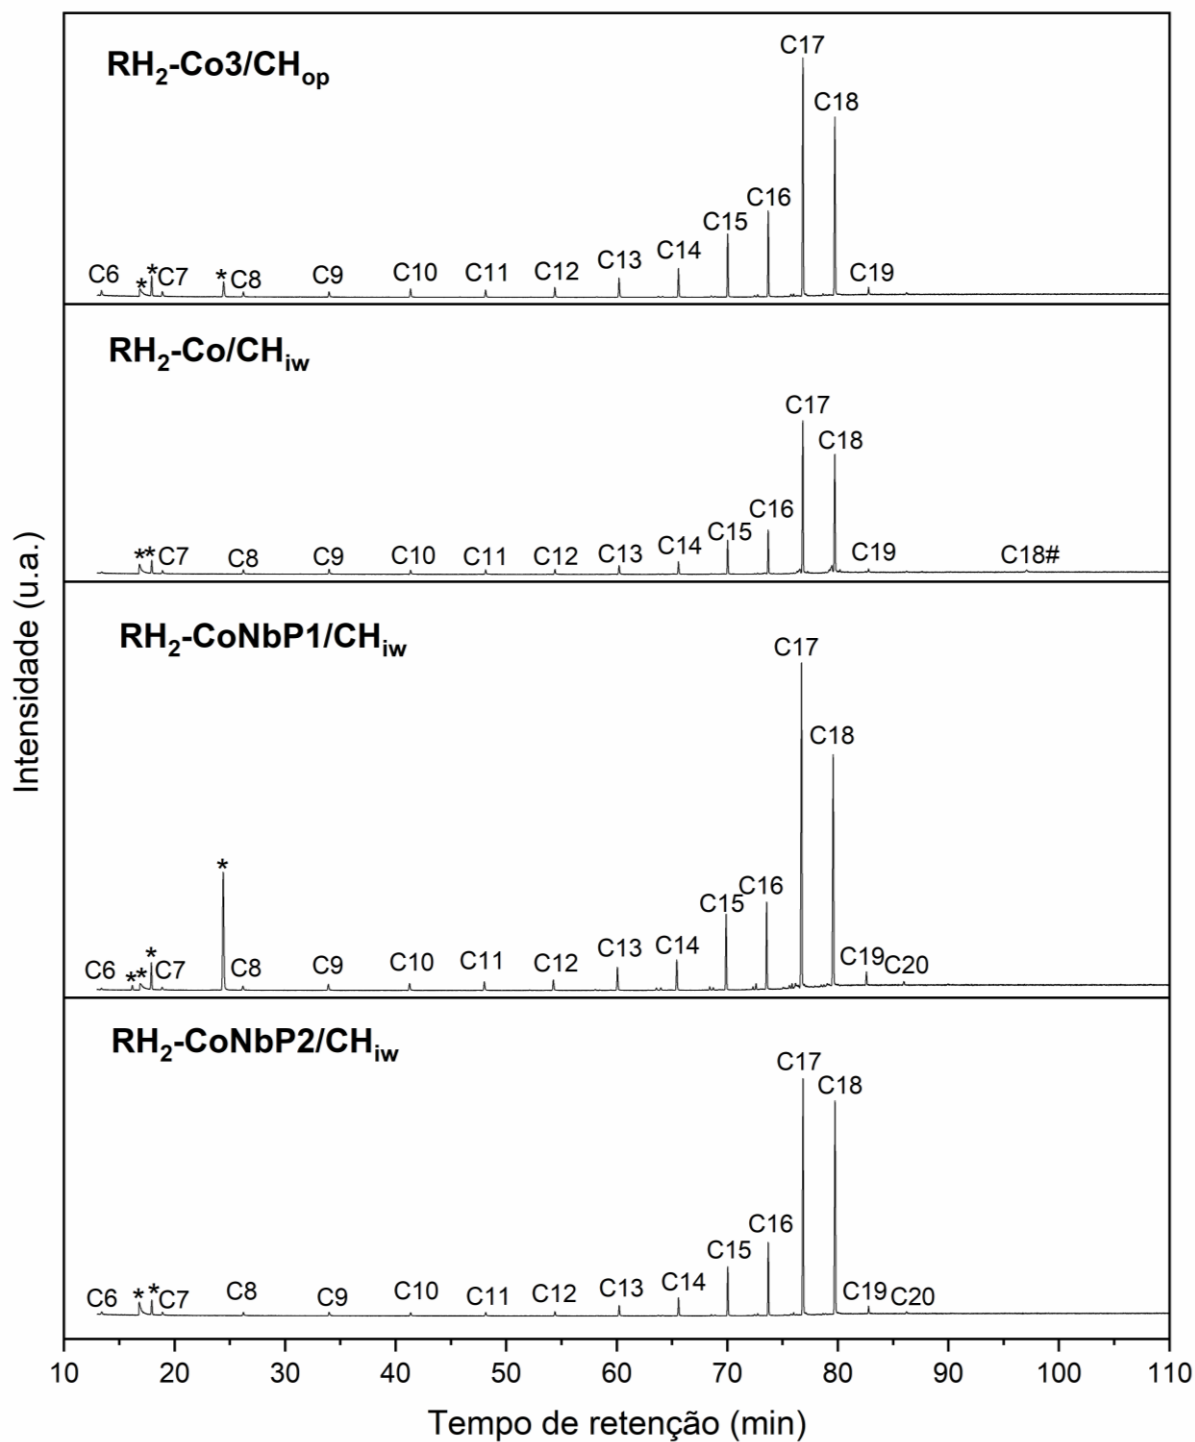 RH2-Co3/CHop
C17
C18
C16
C15
C14
C6 * * C7 * C8 C9 C10 C11 C12 C13 C19
RH2-Co/CHiw
C17
C18
C16
C15
C14
* * C7 C8 C9 C10 C11 C12 C13 C19 C18#
RH2-CoNbP1/CHiw
C17
C18
*
C16
C15
C14
C6 * * * C7 C8 C9 C10 C11 C12 C13 C19 C20
RH2-CoNbP2/CHiw
C17
C18
C16
C15
C14
C6 * * C7 C8 C9 C10 C11 C12 C13 C19 C20
10 20 30 40 50 60 70 80 90 100 110
Tempo de retenção (min)
Intensidade (u.a.)